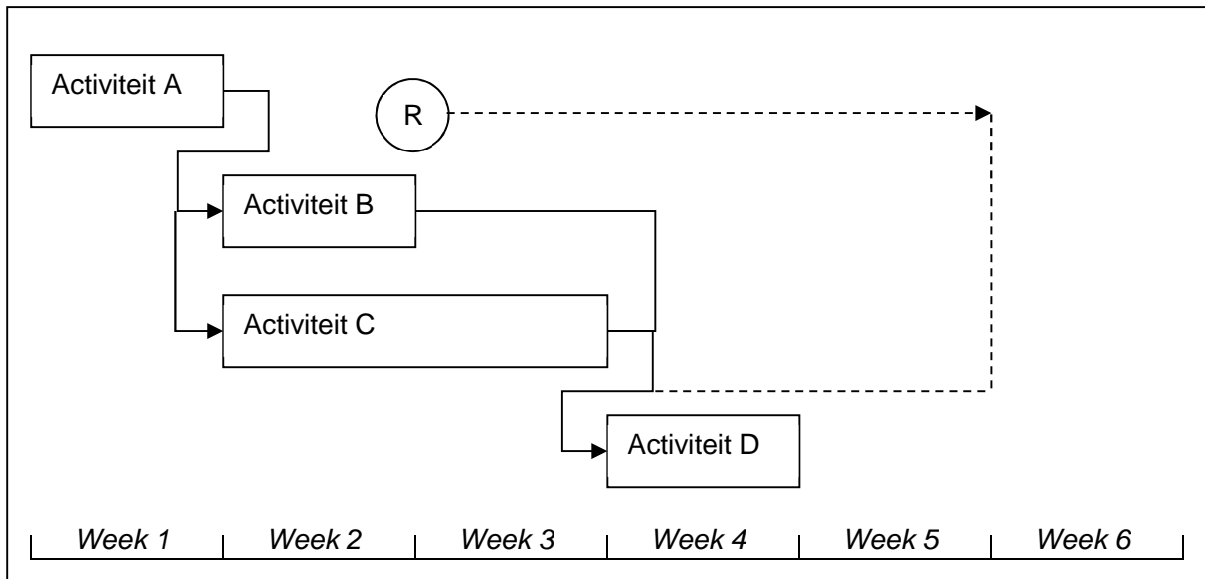 Activiteit A
R
Activiteit B
Activiteit C
Activiteit D
Week 1 Week 2 Week 3 Week 4 Week 5 Week 6